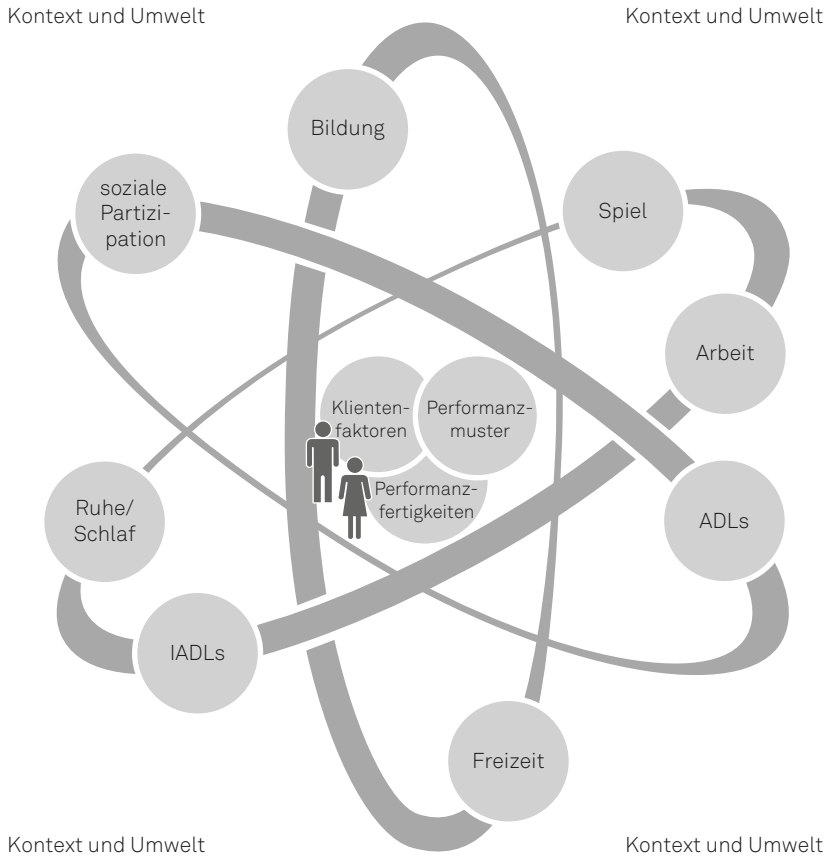 Kontext und Umwelt
Kontext und Umwelt
Bildung
soziale
Partizi-
pation
Spiel
Arbeit
Klienten-
faktoren
Performanz-
muster
Performanz-
fertigkeiten
Ruhe/
Schlaf
ADLs
IADLs
Freizeit
Kontext und Umwelt
Kontext und Umwelt